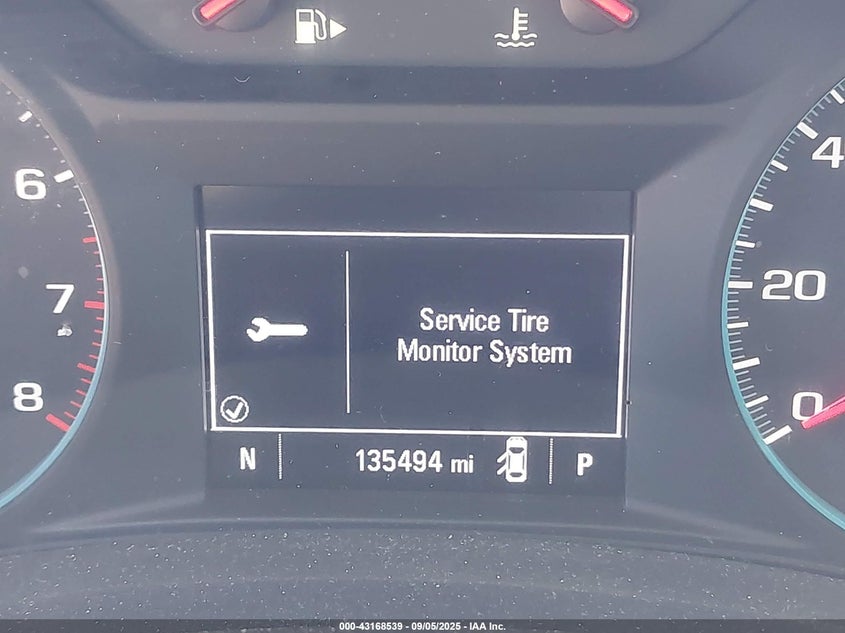 6
7
8
4
20
0
Service Tire
Monitor System
N 135494 mi P
000-43168539 - 09/05/2025 - IAA Inc.